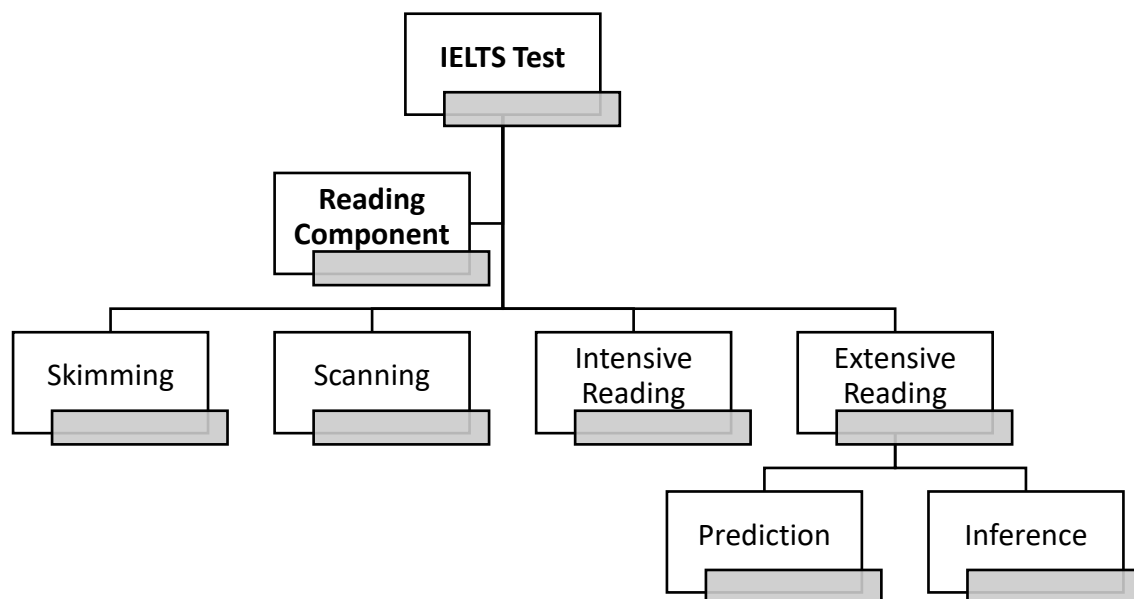 IELTS Test
Reading
Component
Skimming
Scanning
Intensive
Reading
Extensive
Reading
Prediction
Inference